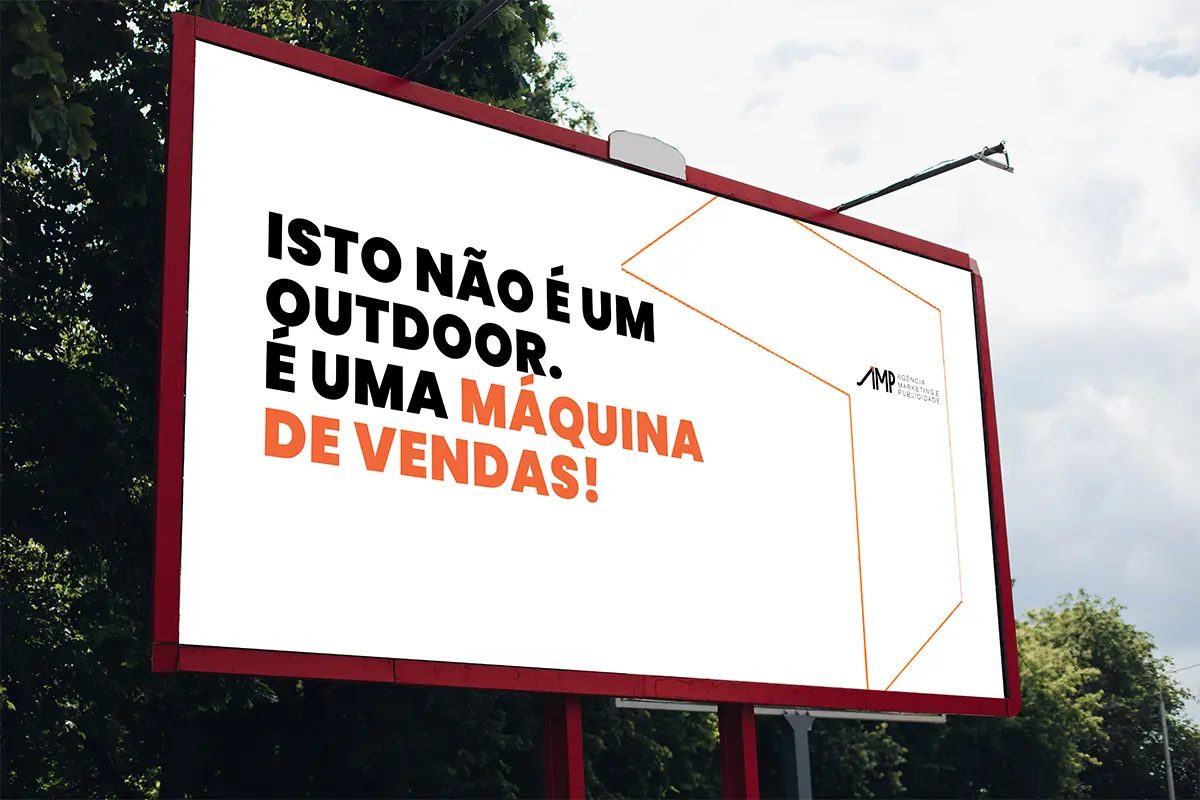 ISTO NÃO É UM
OUTDOOR.
É UMA MÁQUINA
DE VENDAS!
AMP
AGÊNCIA
MARKETING E
PUBLICIDADE